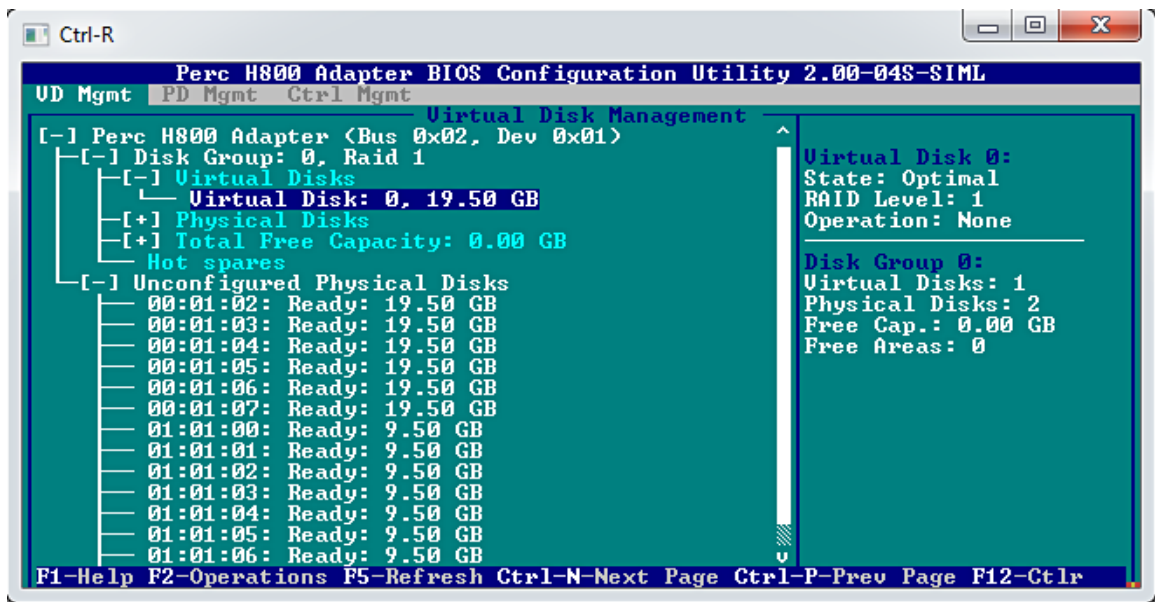 Ctrl-R
Perc H800 Adapter BIOS Configuration Utility 2.00-04S-SIML
VD Mgmt PD Mgmt Ctrl Mgmt
Virtual Disk Management
[-] Perc H800 Adapter (Bus 0x02, Dev 0x01)
[-] Disk Group: 0, Raid 1
[-] Virtual Disks
Virtual Disk: 0, 19.50 GB
[+] Physical Disks
[+] Total Free Capacity: 0.00 GB
Hot spares
[-] Unconfigured Physical Disks
00:01:02: Ready: 19.50 GB
00:01:03: Ready: 19.50 GB
00:01:04: Ready: 19.50 GB
00:01:05: Ready: 19.50 GB
00:01:06: Ready: 19.50 GB
00:01:07: Ready: 19.50 GB
01:01:00: Ready: 9.50 GB
01:01:01: Ready: 9.50 GB
01:01:02: Ready: 9.50 GB
01:01:03: Ready: 9.50 GB
01:01:04: Ready: 9.50 GB
01:01:05: Ready: 9.50 GB
01:01:06: Ready: 9.50 GB
Virtual Disk 0:
State: Optimal
RAID Level: 1
Operation: None
Disk Group 0:
Virtual Disks: 1
Physical Disks: 2
Free Cap.: 0.00 GB
Free Areas: 0
F1-Help F2-Operations F5-Refresh Ctrl-N-Next Page Ctrl-P-Prev Page F12-Ctlr